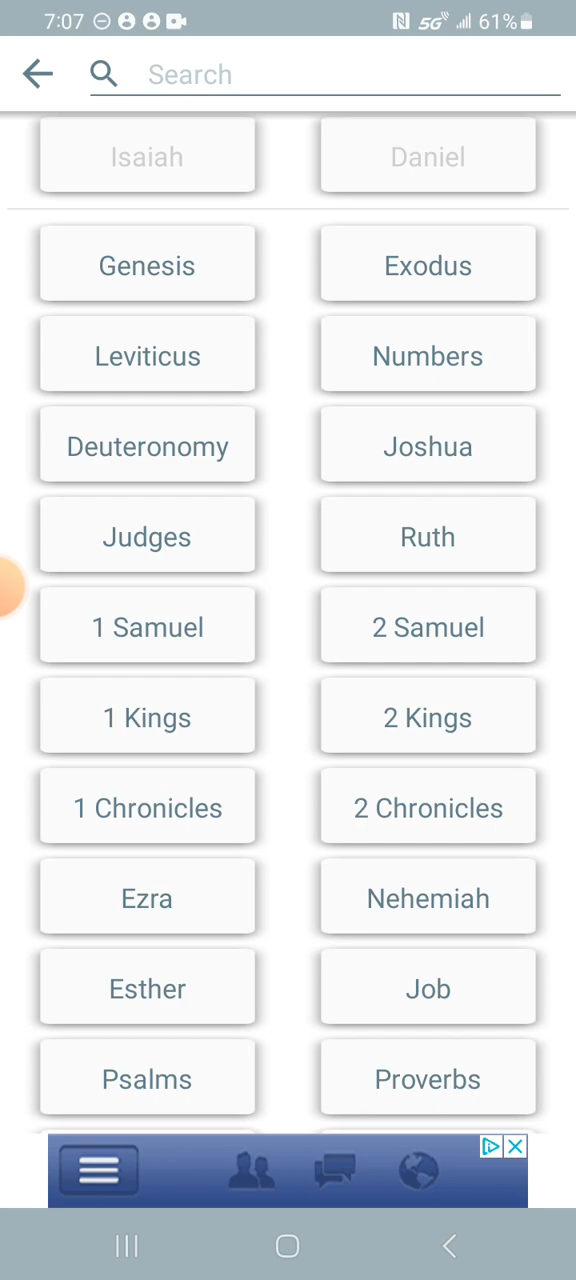 7:07 5G 61%
Search
Isaiah Daniel
Genesis Exodus
Leviticus Numbers
Deuteronomy Joshua
Judges Ruth
1 Samuel 2 Samuel
1 Kings 2 Kings
1 Chronicles 2 Chronicles
Ezra Nehemiah
Esther Job
Psalms Proverbs